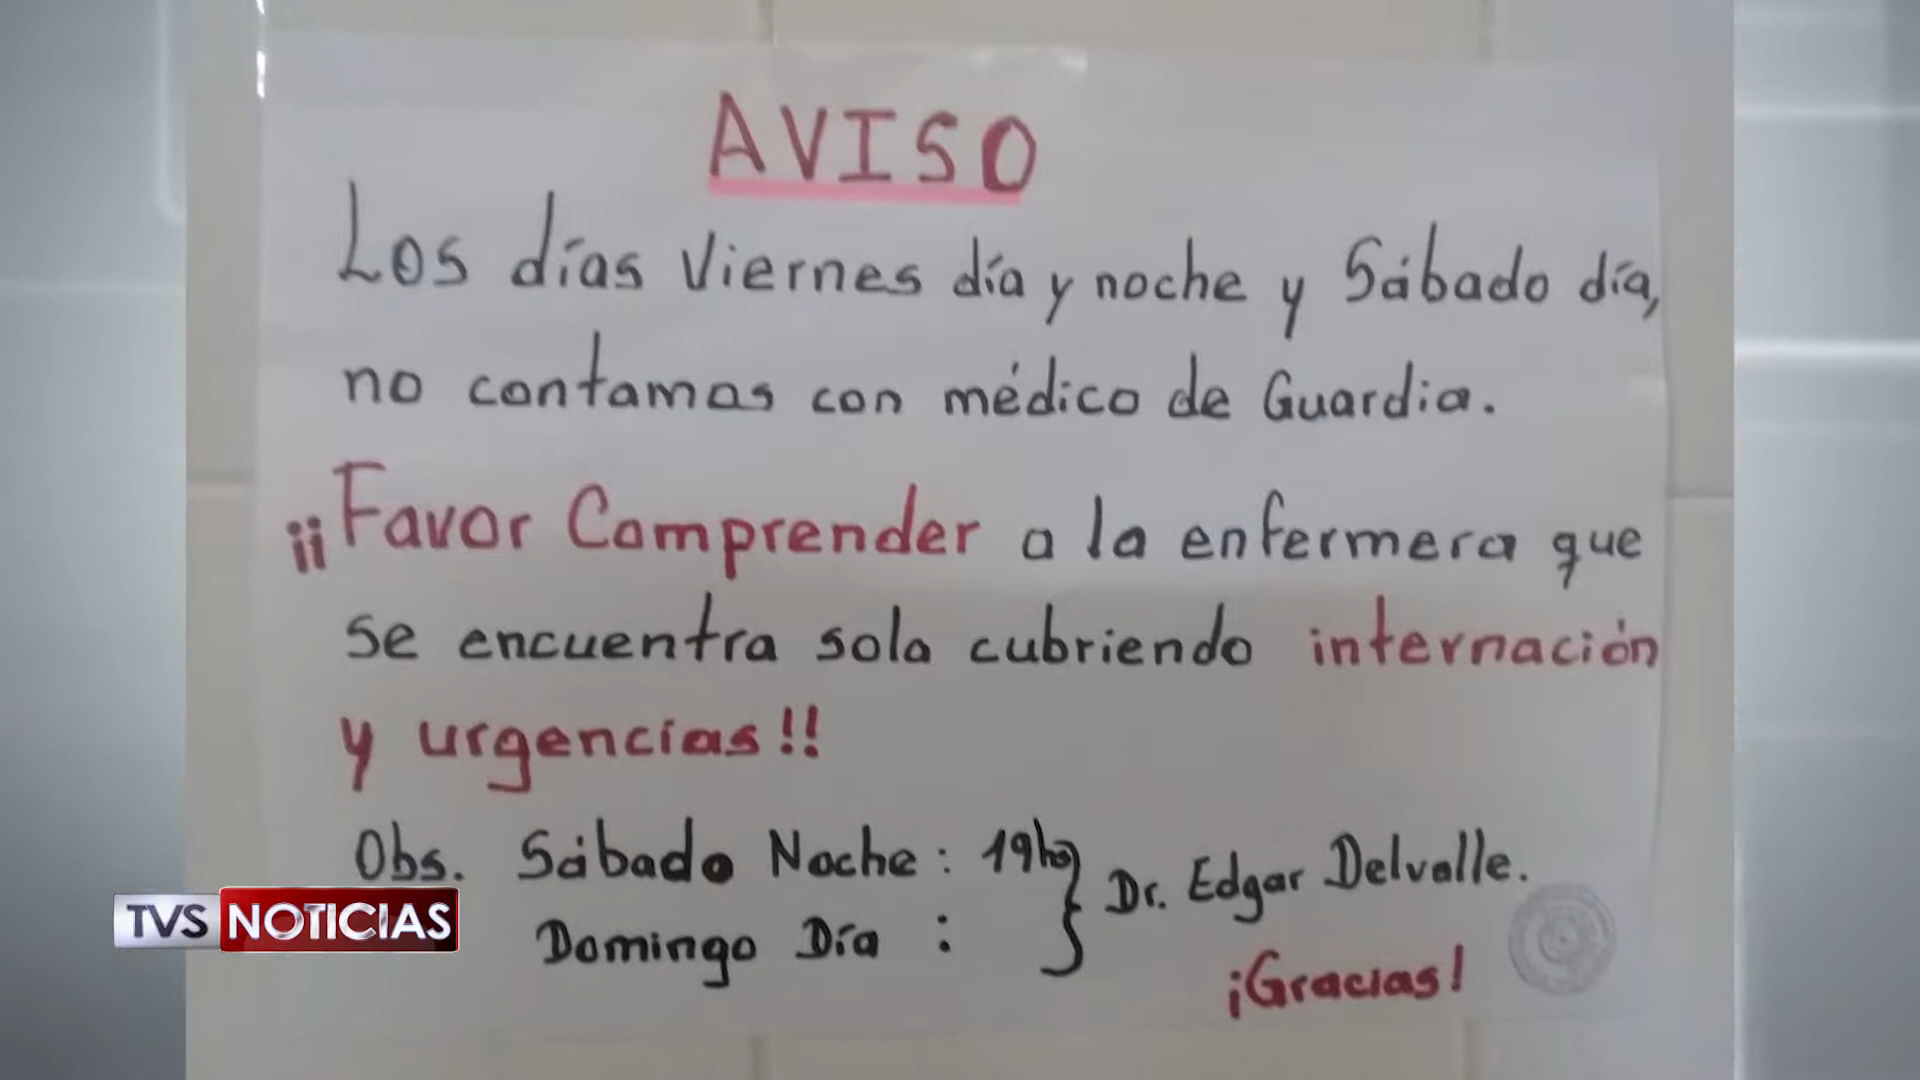 AVISO
Los días Viernes día y noche y Sábado día,
no contamos con médico de Guardia.
¡¡Favor Comprender a la enfermera que
se encuentra sola cubriendo internación
y urgencias!!
Obs. Sábado Noche: 19hs } Dr. Edgar Delvalle.
Domingo Día :
¡Gracias!
TVS NOTICIAS